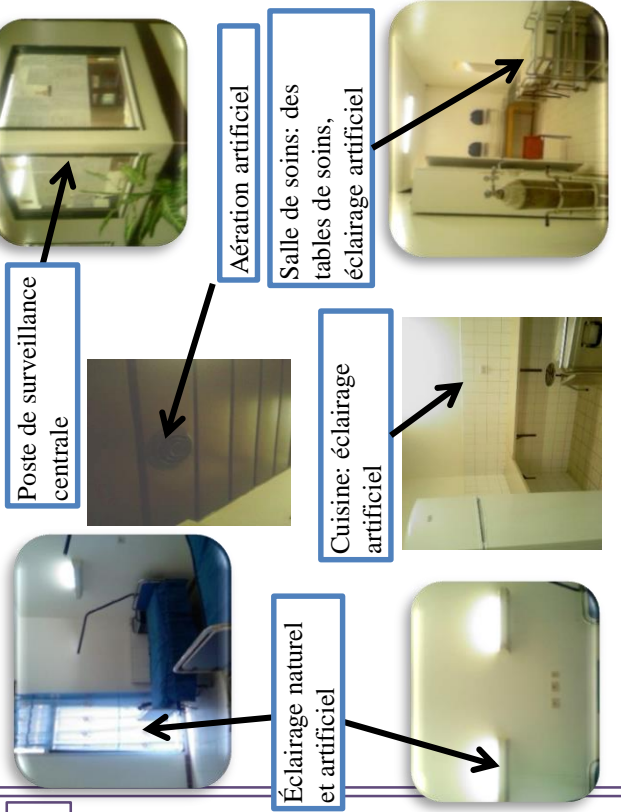 Poste de surveillance
centrale
Aération artificiel
Salle de soins: des
tables de soins,
éclairage artificiel
Éclairage naturel
et artificiel
Cuisine: éclairage
artificiel